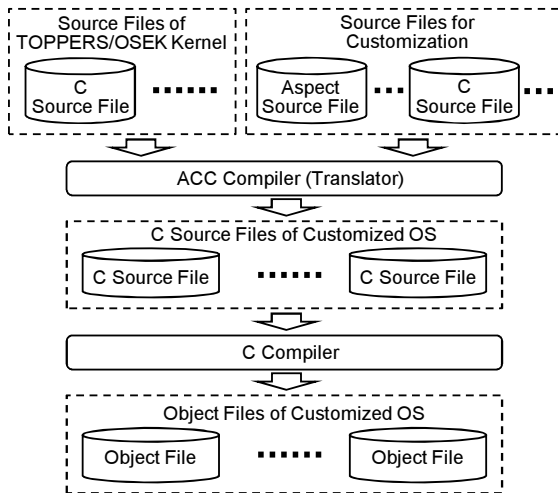 Source Files of
TOPPERS/OSEK Kernel
C
Source File
Source Files for
Customization
Aspect
Source File
C
Source File
ACC Compiler (Translator)
C Source Files of Customized OS
C Source File
C Source File
C Compiler
Object Files of Customized OS
Object File
Object File